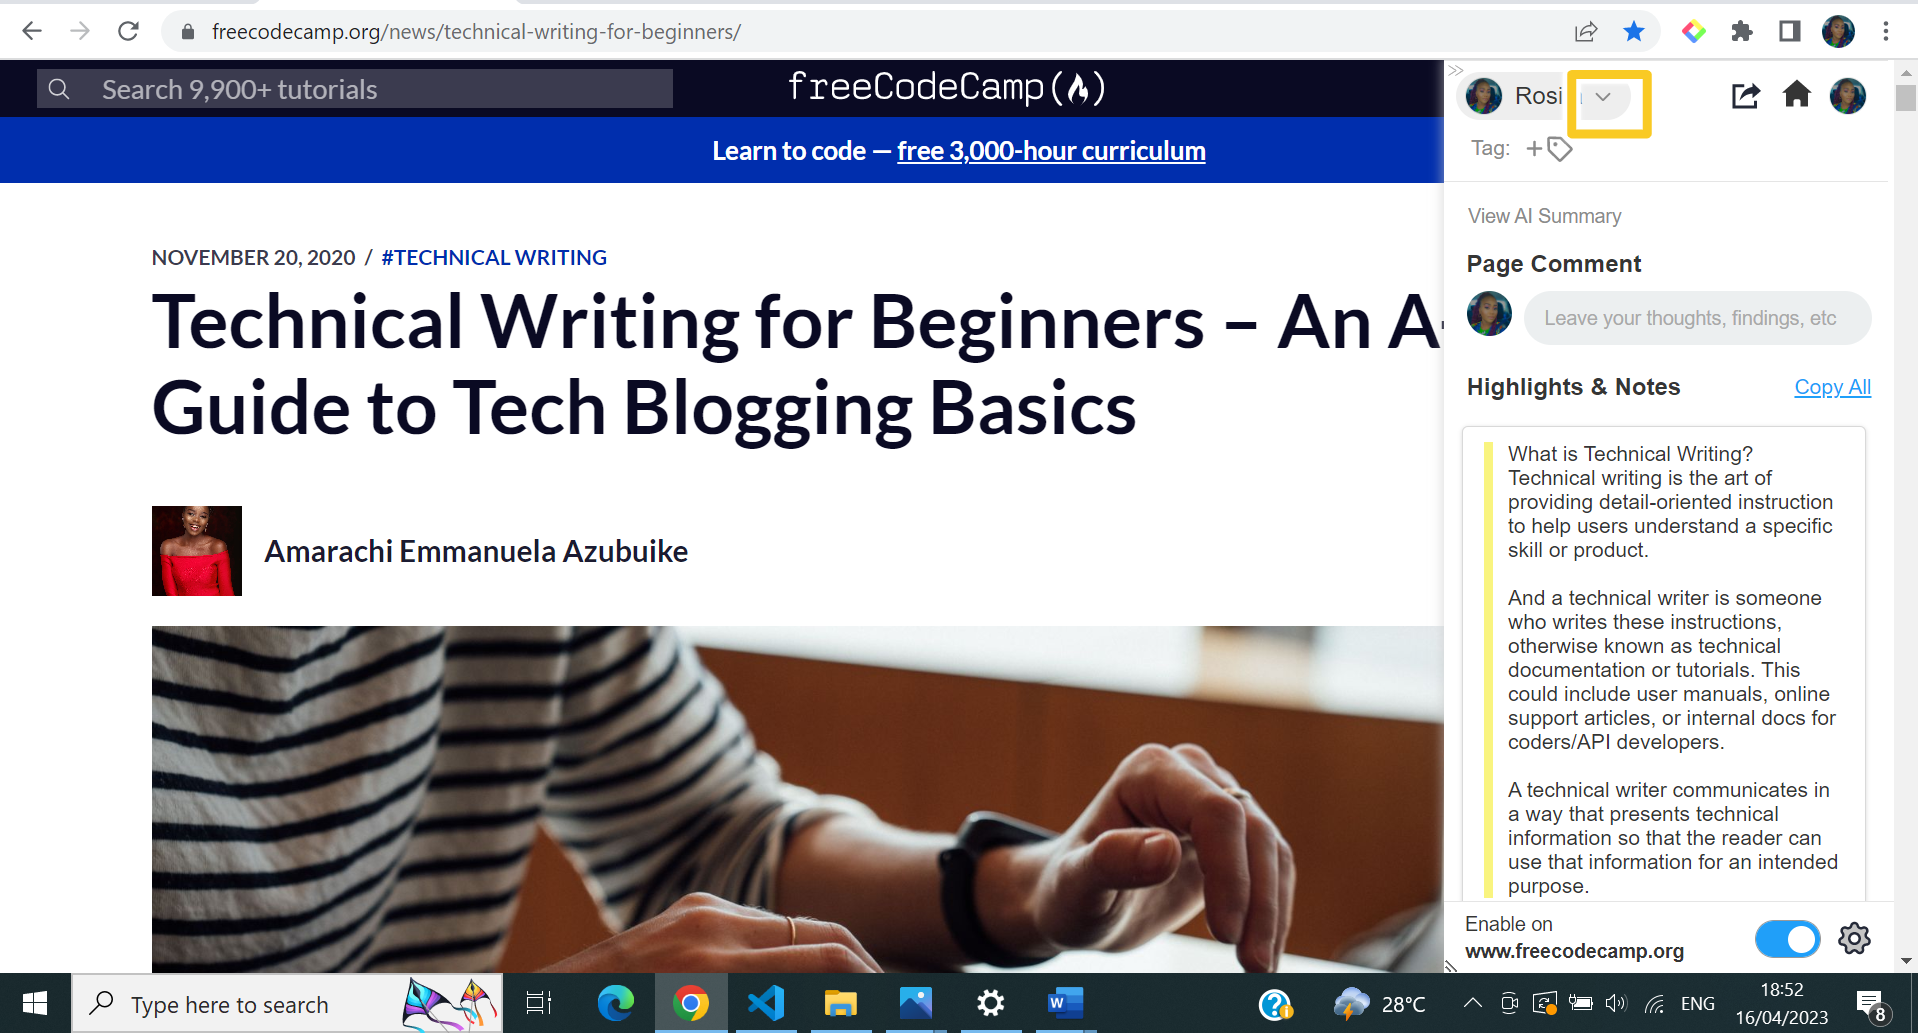 freecodecamp.org/news/technical-writing-for-beginners/
Search 9,900+ tutorials
freeCodeCamp
Learn to code — free 3,000-hour curriculum
NOVEMBER 20, 2020 / #TECHNICAL WRITING
Technical Writing for Beginners – An A-
Guide to Tech Blogging Basics
Amarachi Emmanuela Azubuike
Rosi
Tag:
View AI Summary
Page Comment
Leave your thoughts, findings, etc
Highlights & Notes
Copy All
What is Technical Writing?
Technical writing is the art of
providing detail-oriented instruction
to help users understand a specific
skill or product.
And a technical writer is someone
who writes these instructions,
otherwise known as technical
documentation or tutorials. This
could include user manuals, online
support articles, or internal docs for
coders/API developers.
A technical writer communicates in
a way that presents technical
information so that the reader can
use that information for an intended
purpose.
Enable on
www.freecodecamp.org
Type here to search
28°C
ENG
18:52
16/04/2023
8